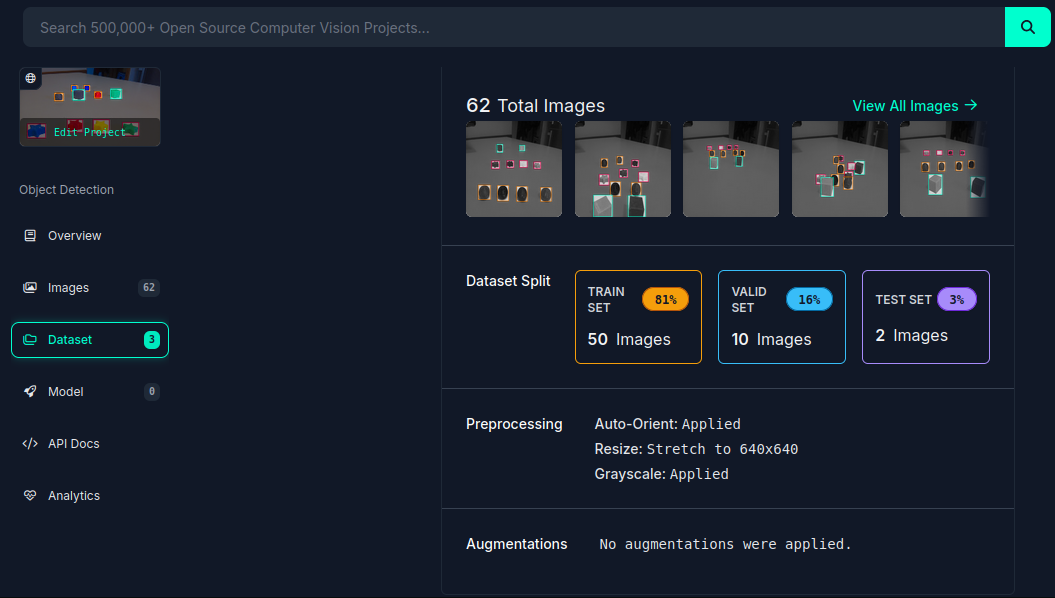 Search 500,000+ Open Source Computer Vision Projects...
Edit Project
Object Detection
Overview
Images 62
Dataset 3
Model 0
API Docs
Analytics
62 Total Images
View All Images →
Dataset Split
TRAIN SET 81%
50 Images
VALID SET 16%
10 Images
TEST SET 3%
2 Images
Preprocessing
Auto-Orient: Applied
Resize: Stretch to 640x640
Grayscale: Applied
Augmentations
No augmentations were applied.